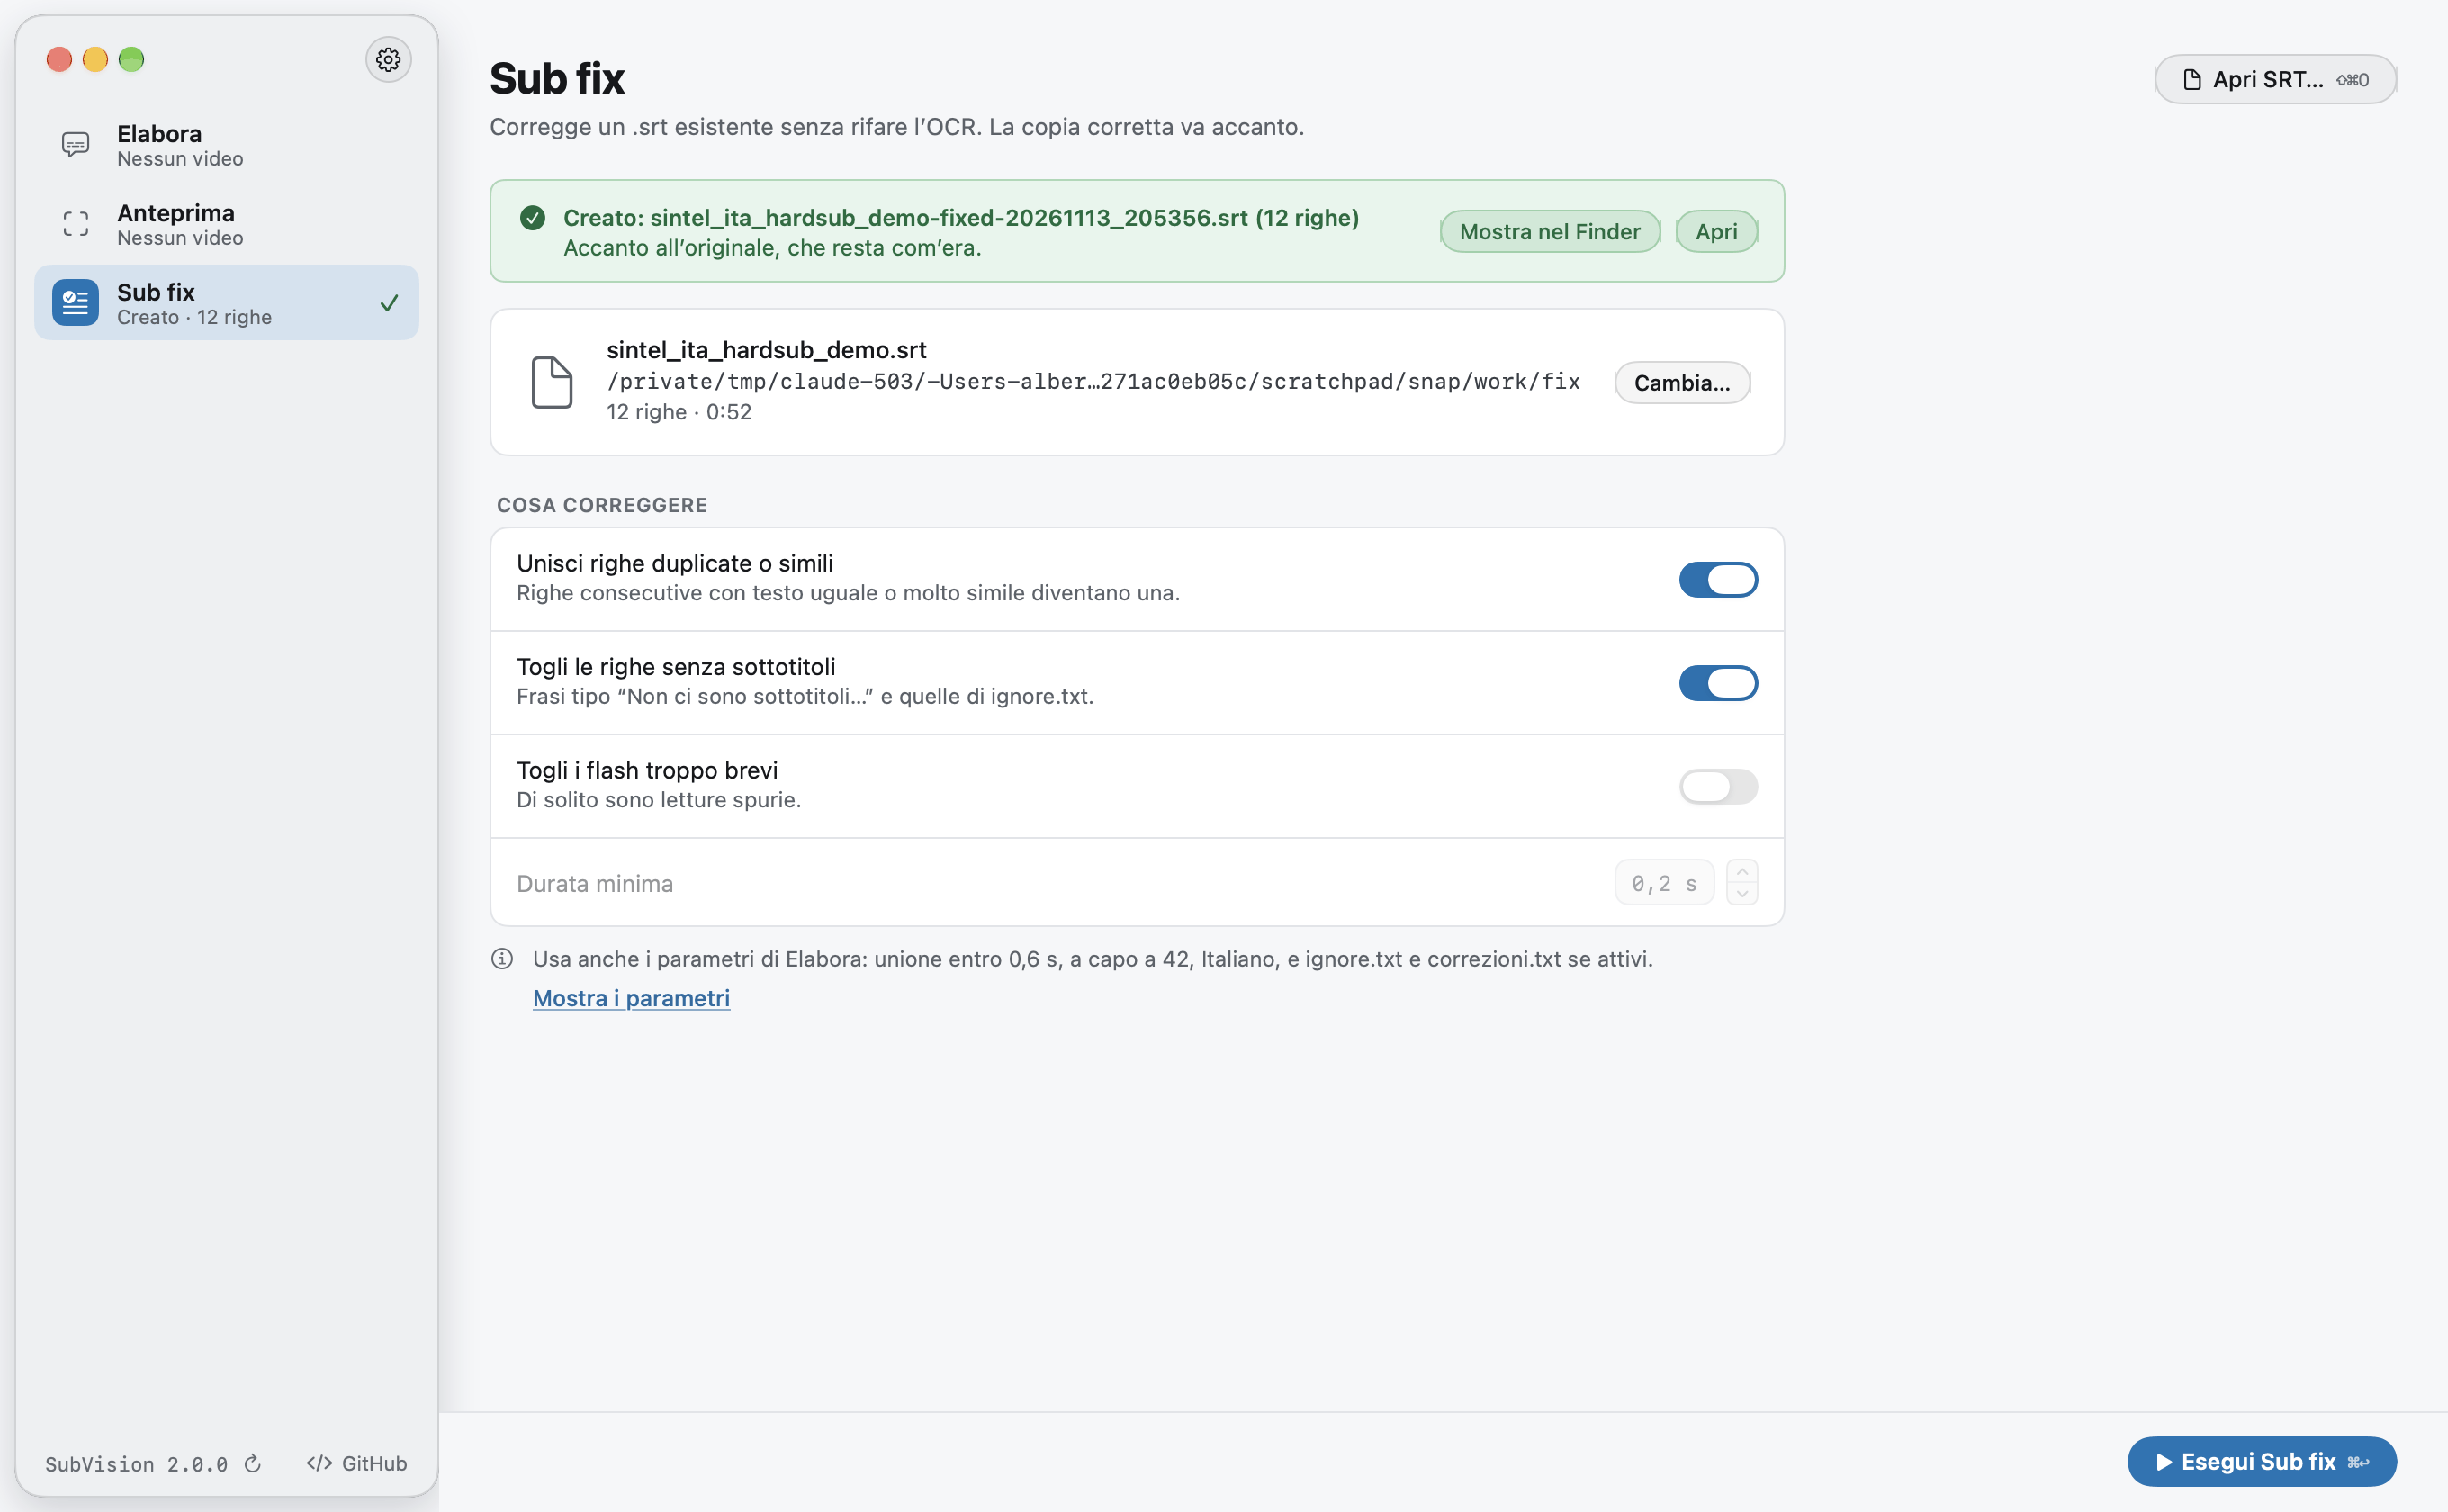 Elabora
Nessun video
Anteprima
Nessun video
Sub fix
Creato · 12 righe
SubVision 2.0.0
</> GitHub
Sub fix
Corregge un .srt esistente senza rifare l’OCR. La copia corretta va accanto.
Apri SRT... ⇧⌘O
Creato: sintel_ita_hardsub_demo-fixed-20261113_205356.srt (12 righe)
Accanto all’originale, che resta com’era.
Mostra nel Finder
Apri
sintel_ita_hardsub_demo.srt
/private/tmp/claude-503/-Users-alber…271ac0eb05c/scratchpad/snap/work/fix
12 righe · 0:52
Cambia...
COSA CORREGGERE
Unisci righe duplicate o simili
Righe consecutive con testo uguale o molto simile diventano una.
Togli le righe senza sottotitoli
Frasi tipo “Non ci sono sottotitoli...” e quelle di ignore.txt.
Togli i flash troppo brevi
Di solito sono letture spurie.
Durata minima
0,2 s
Usa anche i parametri di Elabora: unione entro 0,6 s, a capo a 42, Italiano, e ignore.txt e correzioni.txt se attivi.
Mostra i parametri
Esegui Sub fix ⌘↩